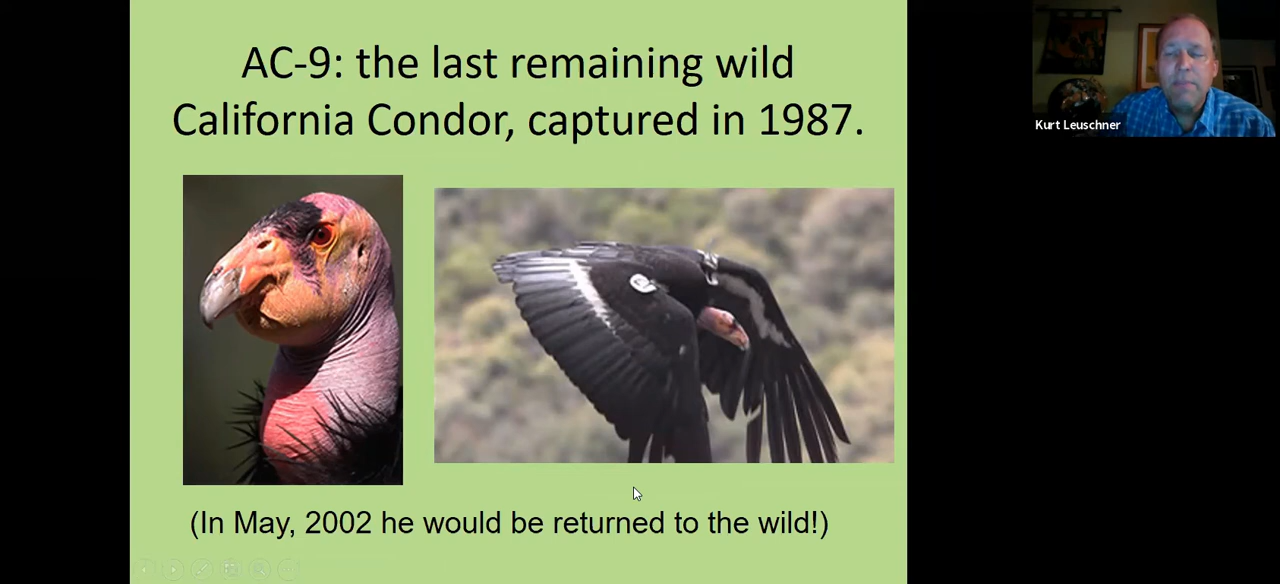 AC-9: the last remaining wild
California Condor, captured in 1987.
Kurt Leuschner
(In May, 2002 he would be returned to the wild!)